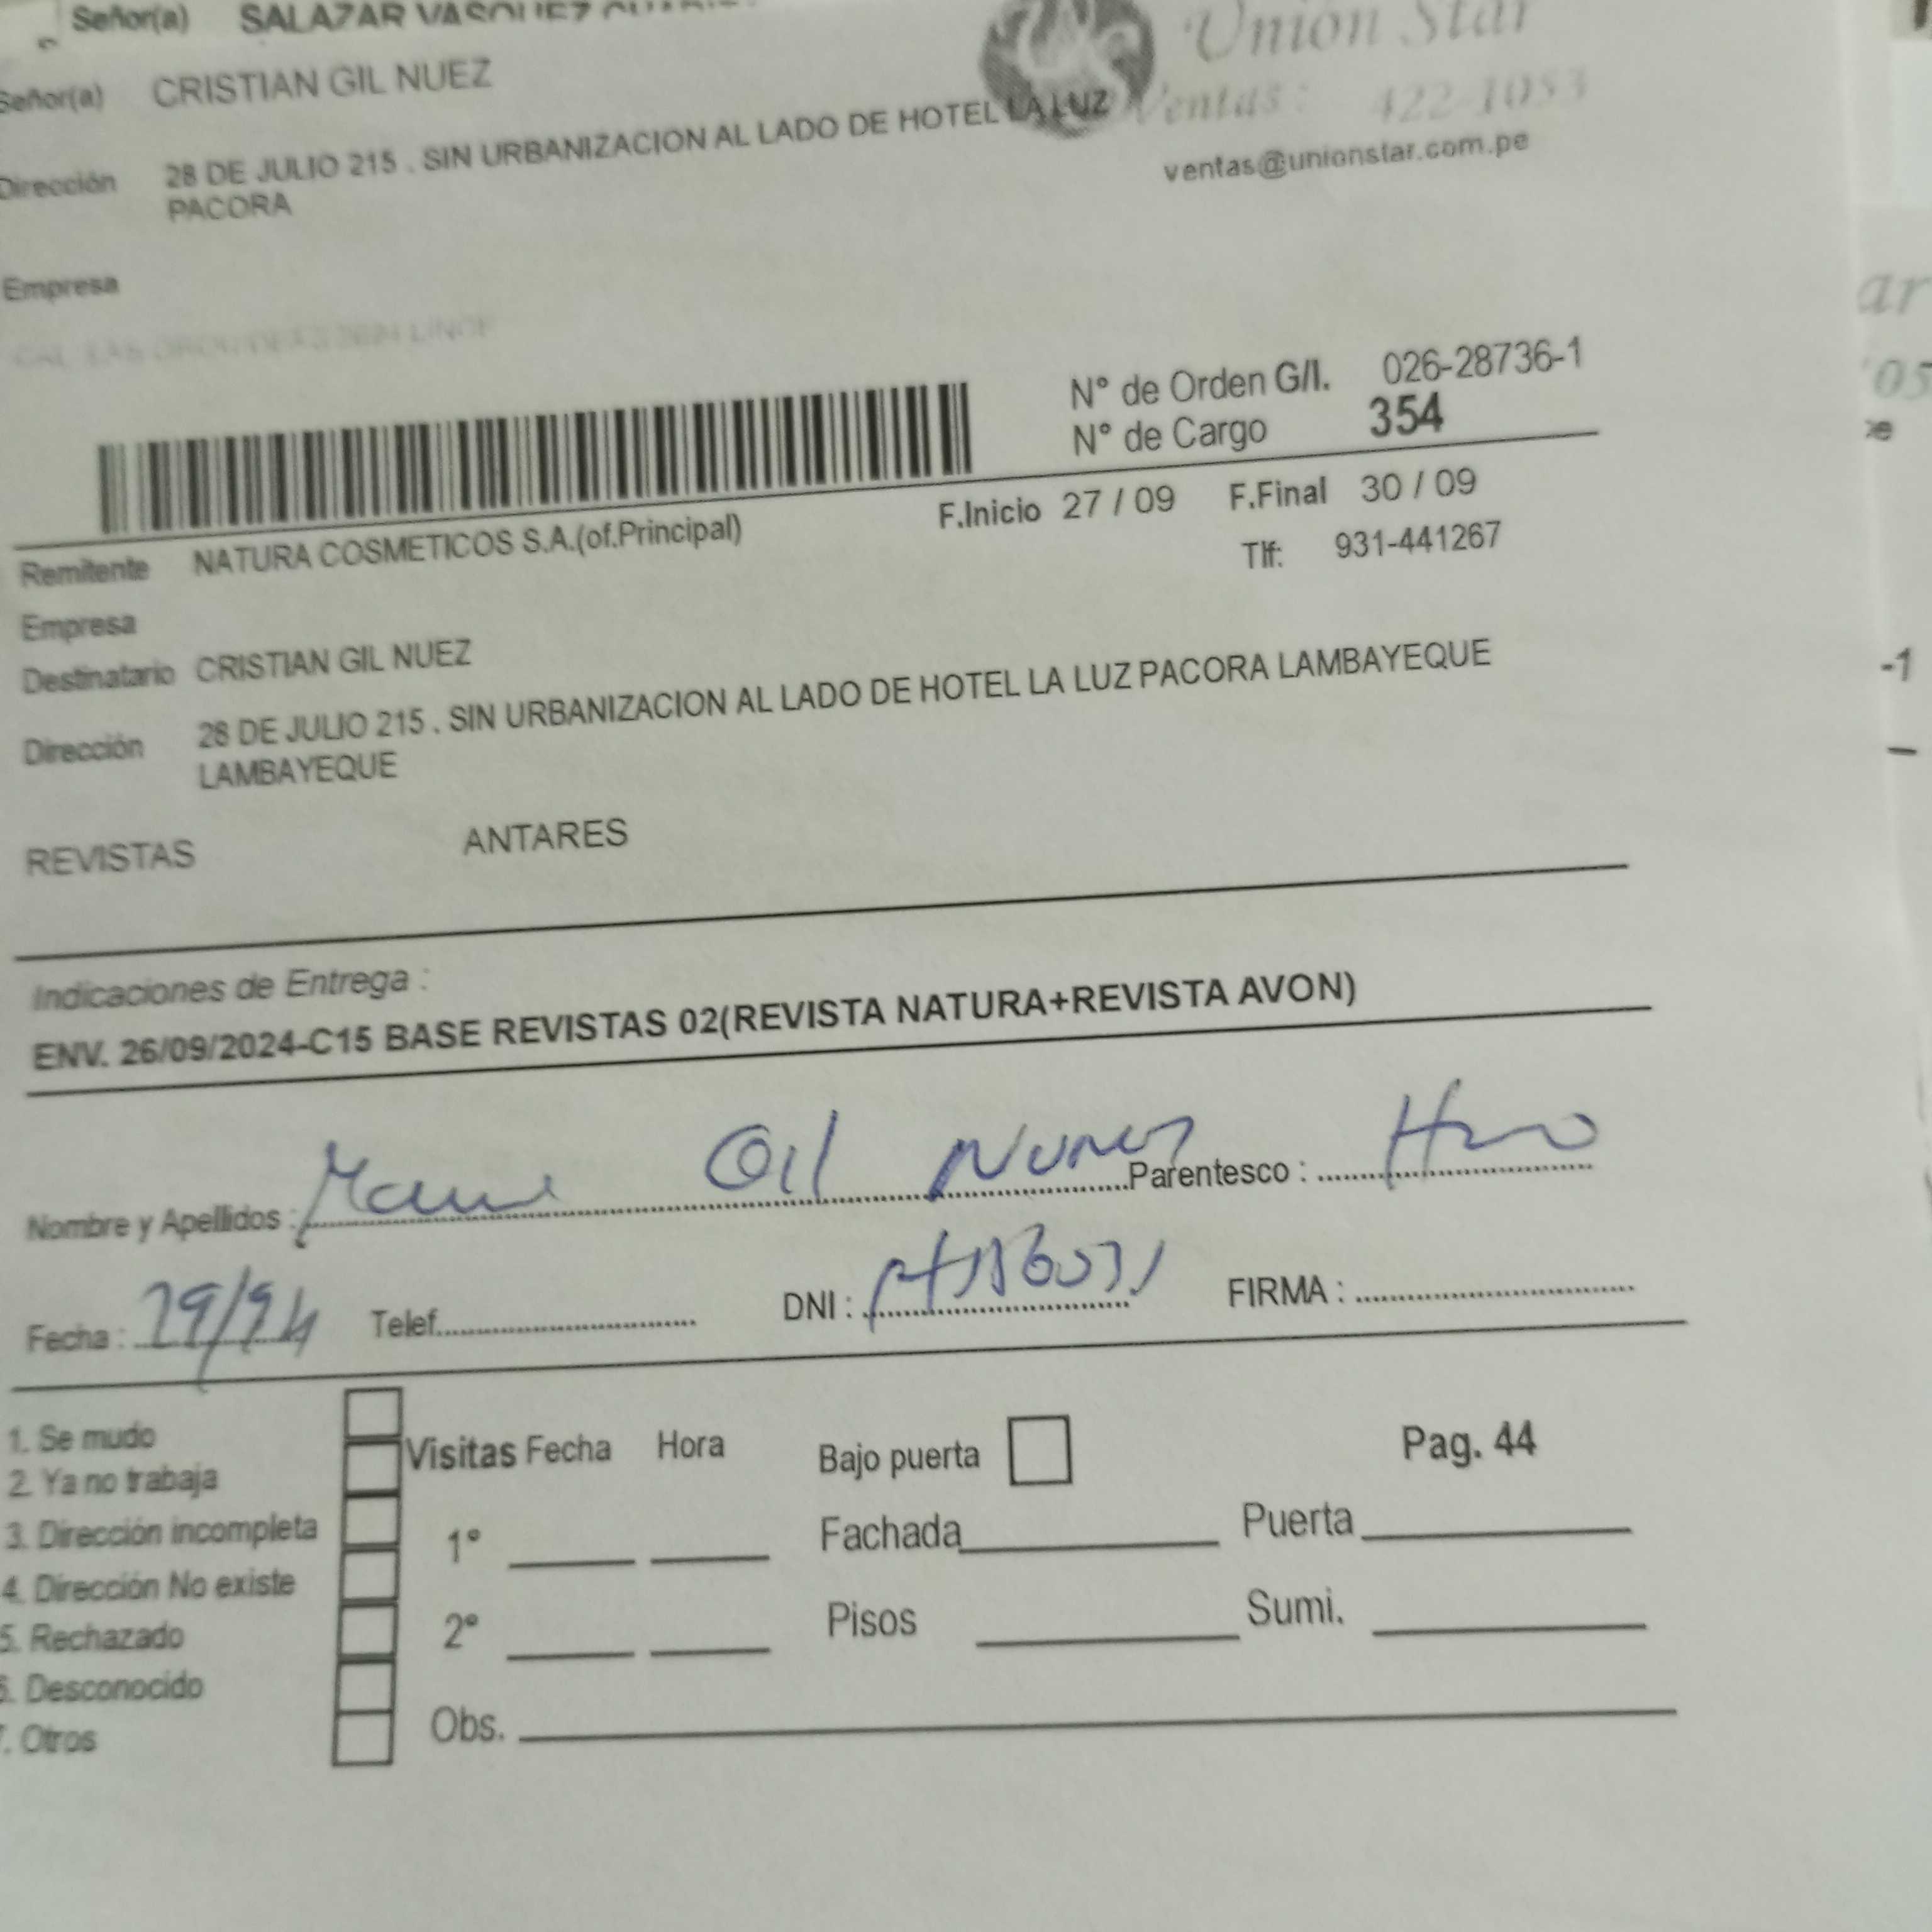 Señor(a) SALAZAR VASQUEZ
Union Star
Señor(a) CRISTIAN GIL NUEZ
Ventas: 422-1053
Dirección 28 DE JULIO 215 . SIN URBANIZACION AL LADO DE HOTEL LA LUZ
PACORA
ventas@unionstar.com.pe
Empresa
ar
'05
N° de Orden G/I. 026-28736-1
N° de Cargo 354
F.Inicio 27 / 09 F.Final 30 / 09
Remitente NATURA COSMETICOS S.A.(of.Principal)
Tlf: 931-441267
Empresa
Destinatario CRISTIAN GIL NUEZ
-1
Dirección 28 DE JULIO 215 . SIN URBANIZACION AL LADO DE HOTEL LA LUZ PACORA LAMBAYEQUE
LAMBAYEQUE
REVISTAS ANTARES
Indicaciones de Entrega :
ENV. 26/09/2024-C15 BASE REVISTAS 02(REVISTA NATURA+REVISTA AVON)
Nombre y Apellidos : Gil Nunez Parentesco :
Fecha : Telef. DNI : FIRMA :
1. Se mudo
2. Ya no trabaja
3. Dirección incompleta
4. Dirección No existe
5. Rechazado
6. Desconocido
7. Otros
Visitas Fecha Hora
1°
2°
Obs.
Bajo puerta Pag. 44
Fachada Puerta
Pisos Sumi.